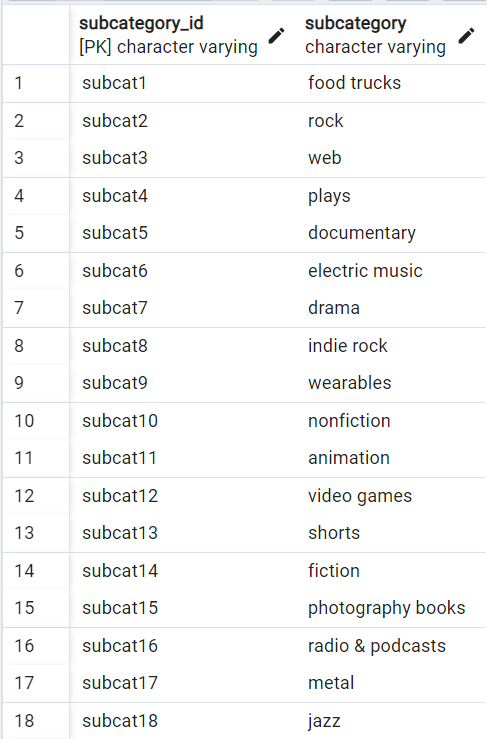 subcategory_id subcategory
[PK] character varying character varying
1 subcat1 food trucks
2 subcat2 rock
3 subcat3 web
4 subcat4 plays
5 subcat5 documentary
6 subcat6 electric music
7 subcat7 drama
8 subcat8 indie rock
9 subcat9 wearables
10 subcat10 nonfiction
11 subcat11 animation
12 subcat12 video games
13 subcat13 shorts
14 subcat14 fiction
15 subcat15 photography books
16 subcat16 radio & podcasts
17 subcat17 metal
18 subcat18 jazz